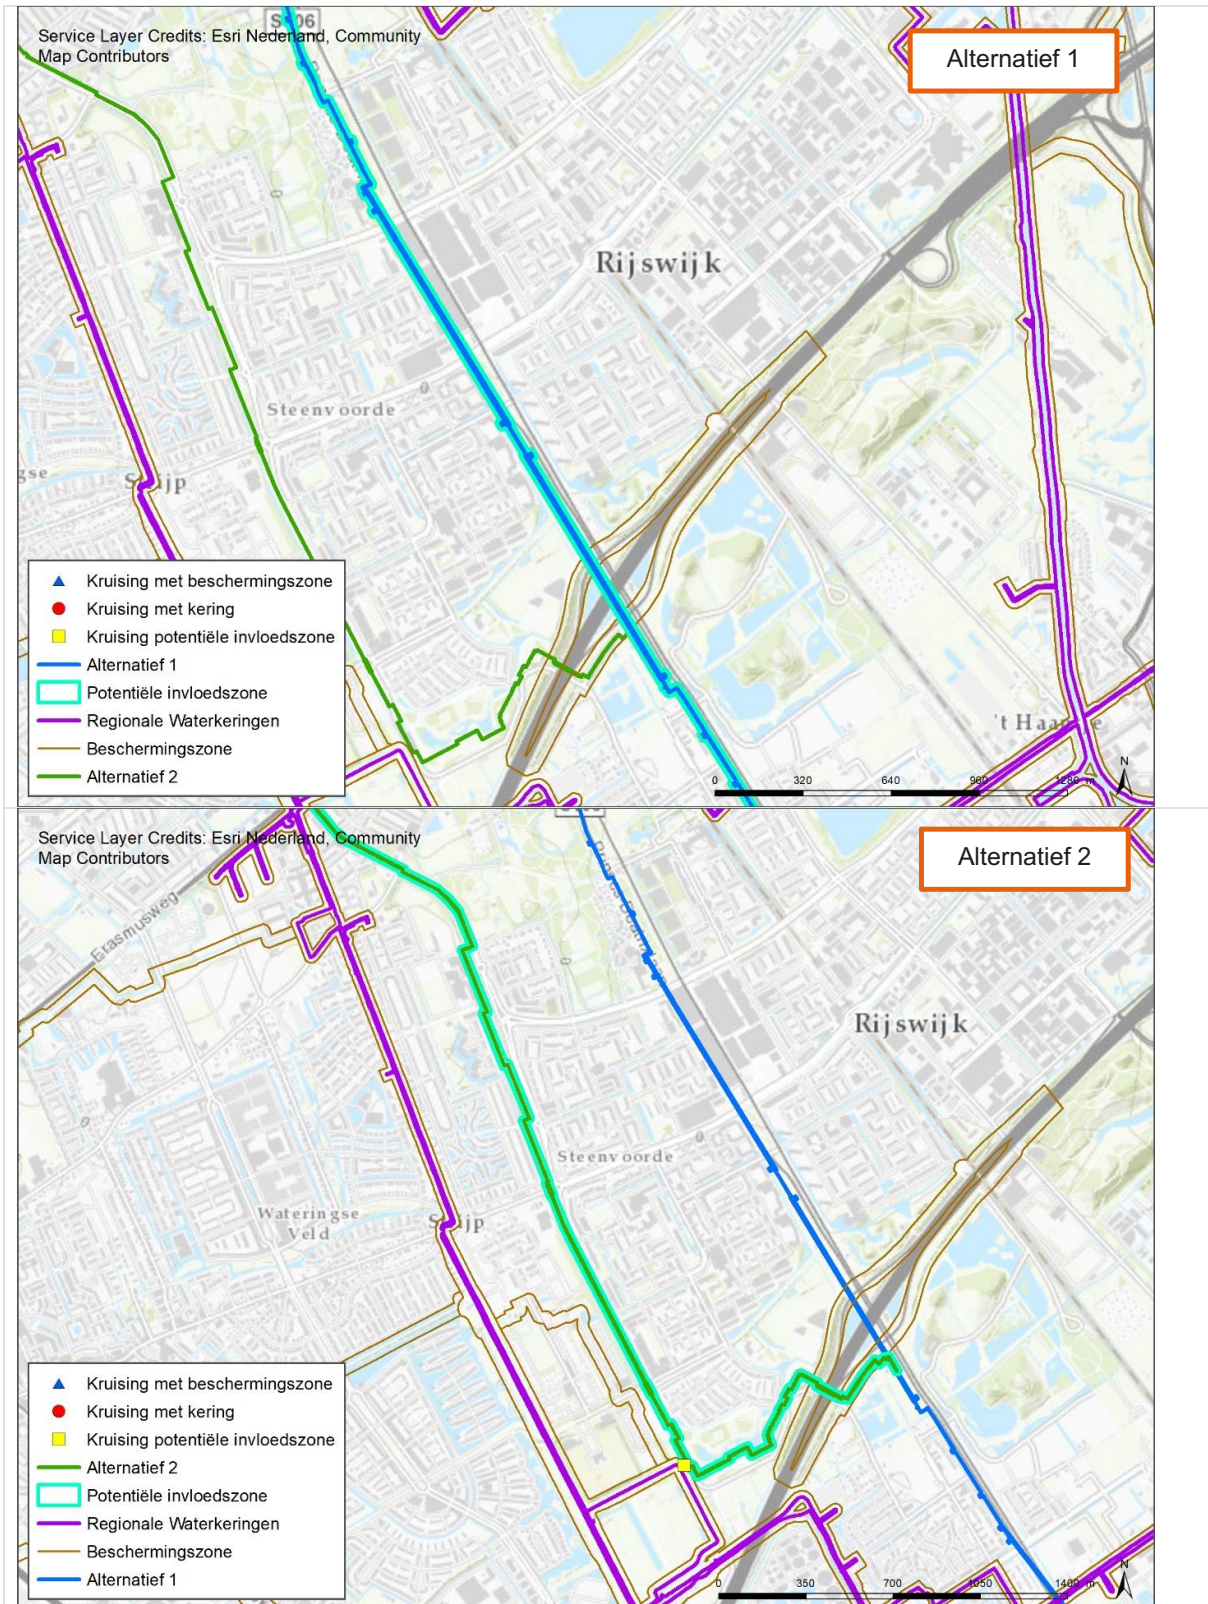 Service Layer Credits: Esri Nederland, Community
Map Contributors
Alternatief 1
Rijswijk
Steenvoorde
't Haantje
Kruising met beschermingszone
Kruising met kering
Kruising potentiële invloedszone
Alternatief 1
Potentiële invloedszone
Regionale Waterkeringen
Beschermingszone
Alternatief 2
N
0 320 640 960 1280 m
Service Layer Credits: Esri Nederland, Community
Map Contributors
Alternatief 2
Erasmusweg
Rijswijk
Steenvoorde
Wateringse
Veld
Kruising met beschermingszone
Kruising met kering
Kruising potentiële invloedszone
Alternatief 2
Potentiële invloedszone
Regionale Waterkeringen
Beschermingszone
Alternatief 1
N
0 350 700 1050 1400 m